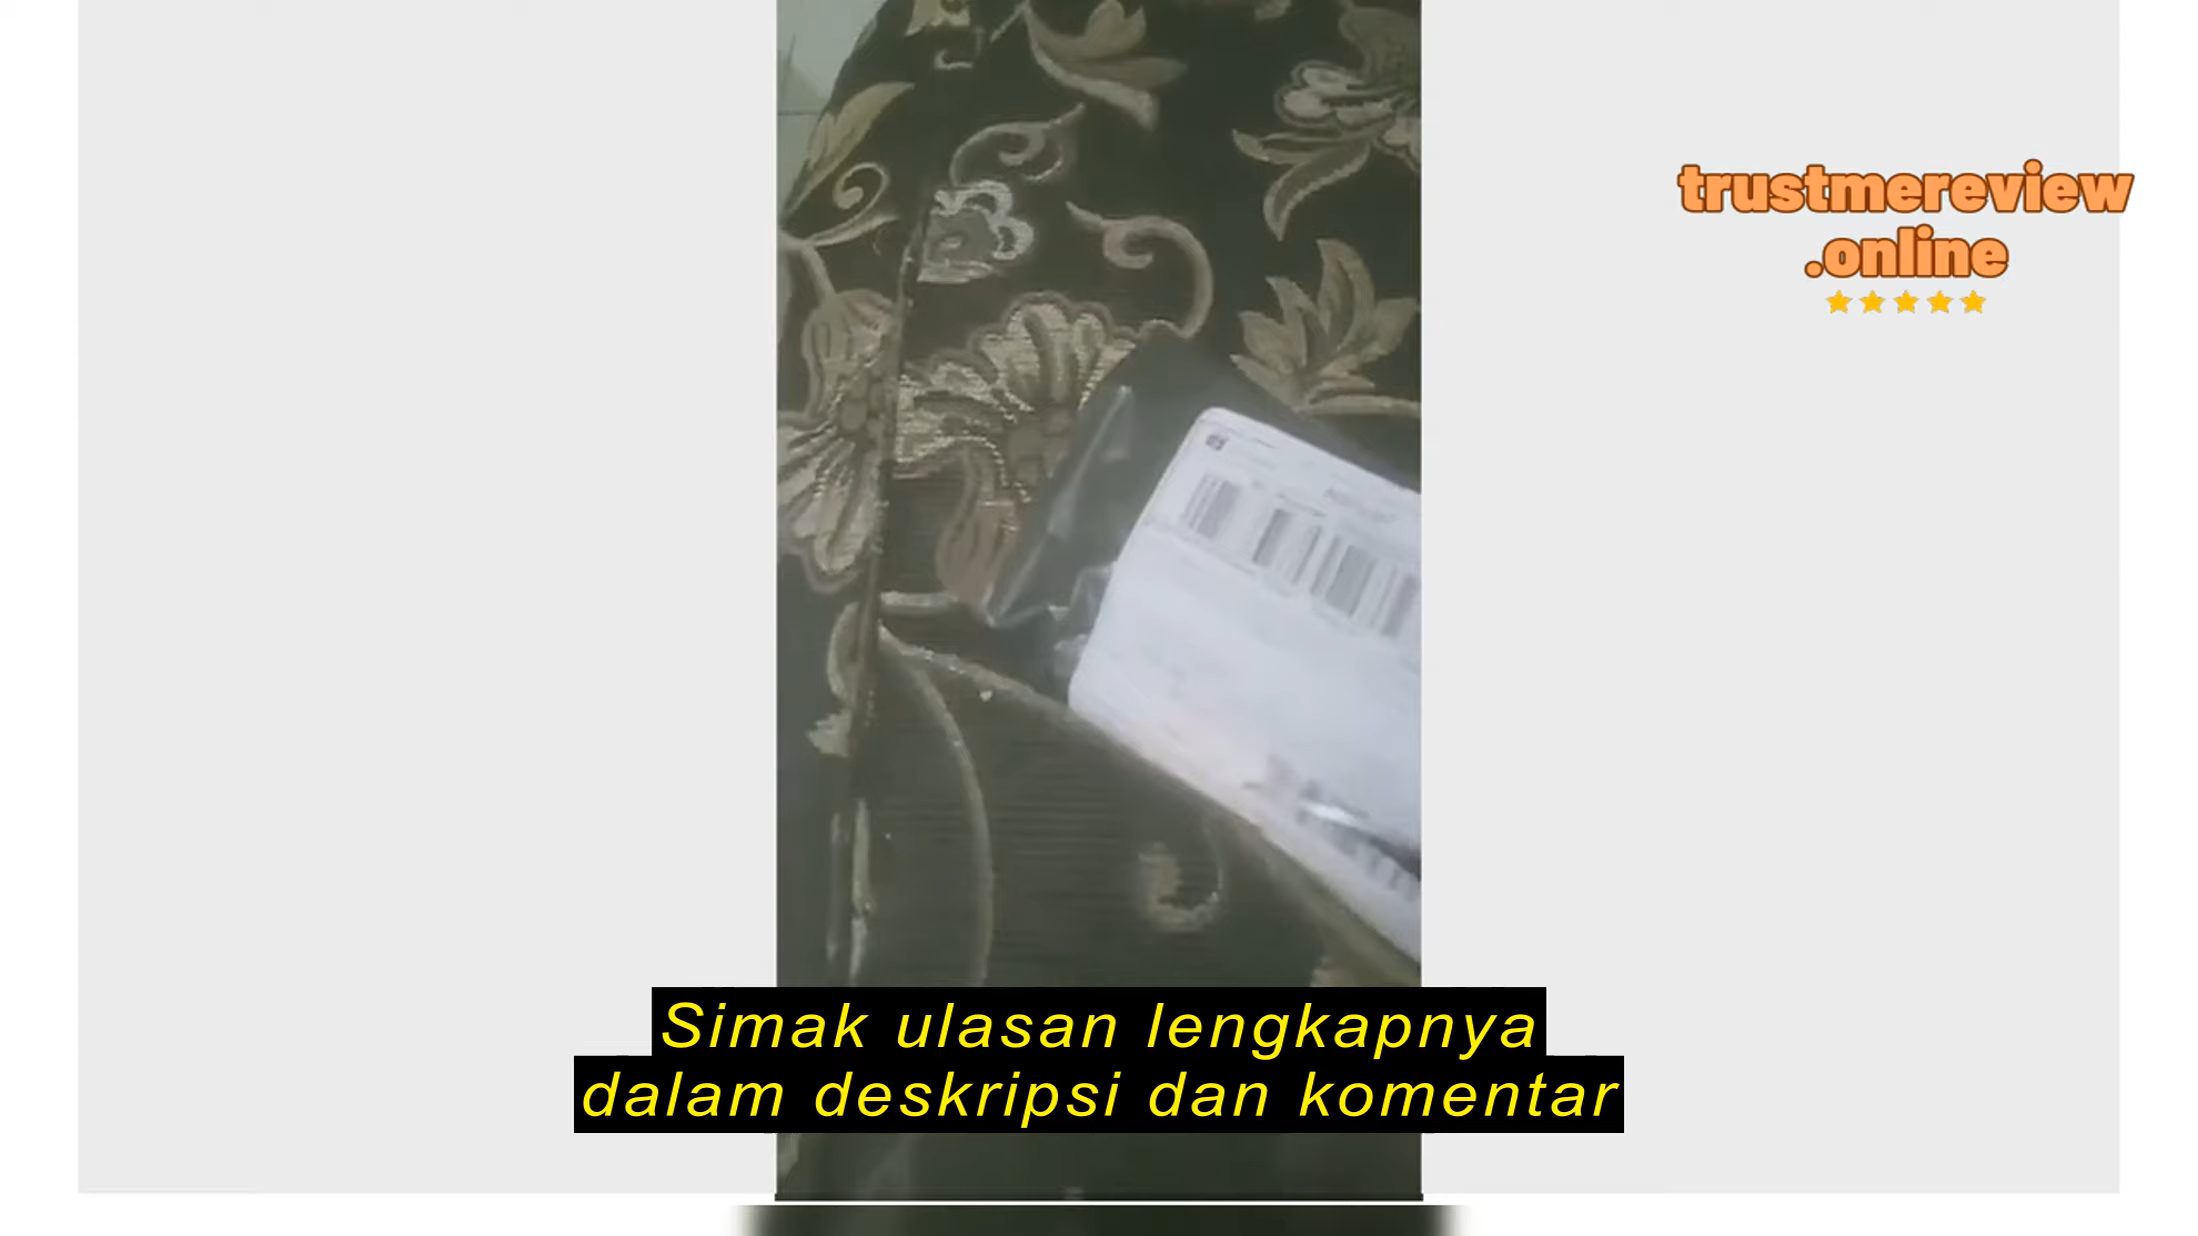 trustmereview
.online
Simak ulasan lengkapnya
dalam deskripsi dan komentar